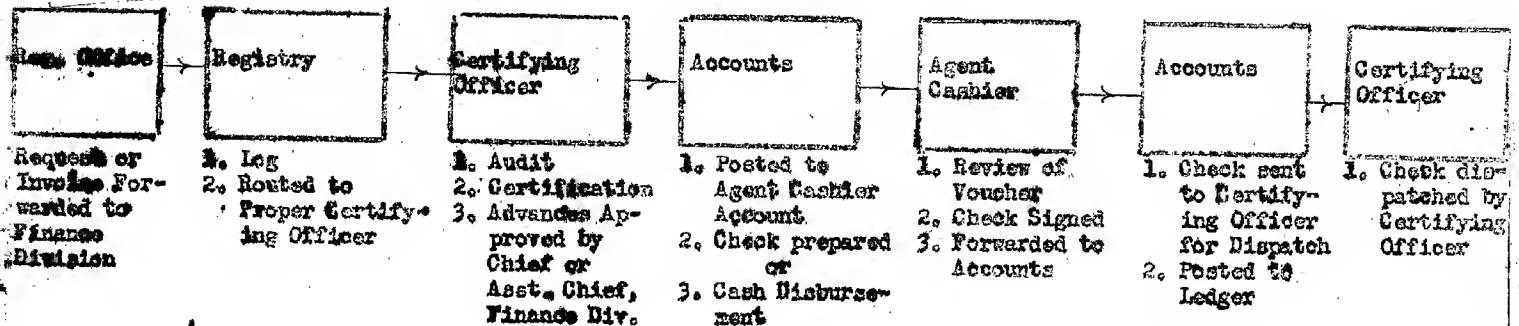 Req. Office
Request or
Invoice For-
warded to
Finance
Division
Registry
1. Log
2. Routed to
Proper Certify-
ing Officer
Certifying
Officer
1. Audit
2. Certification
3. Advances Ap-
proved by
Chief or
Asst. Chief,
Finance Div.
Accounts
1. Posted to
Agent Cashier
Account
2. Check prepared
or
3. Cash Disburse-
ment
Agent
Cashier
1. Review of
Voucher
2. Check Signed
3. Forwarded to
Accounts
Accounts
1. Check sent
to Certify-
ing Officer
for Dispatch
2. Posted to
Ledger
Certifying
Officer
1. Check dis-
patched by
Certifying
Officer